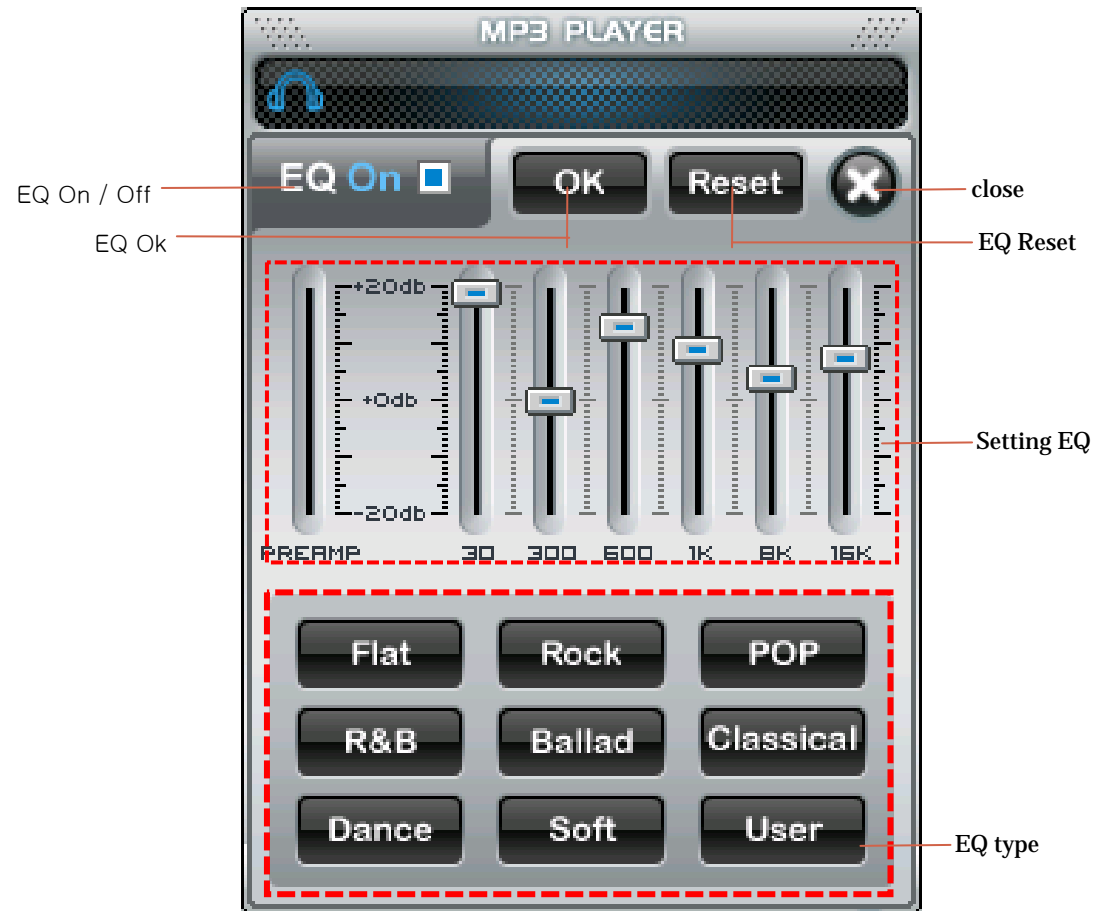 MP3 PLAYER
EQ On
OK
Reset
EQ On / Off
close
EQ Ok
EQ Reset
+20db
+0db
Setting EQ
-20db
PREAMP 30 300 600 1K 8K 16K
Flat Rock POP
R&B Ballad Classical
Dance Soft User
EQ type